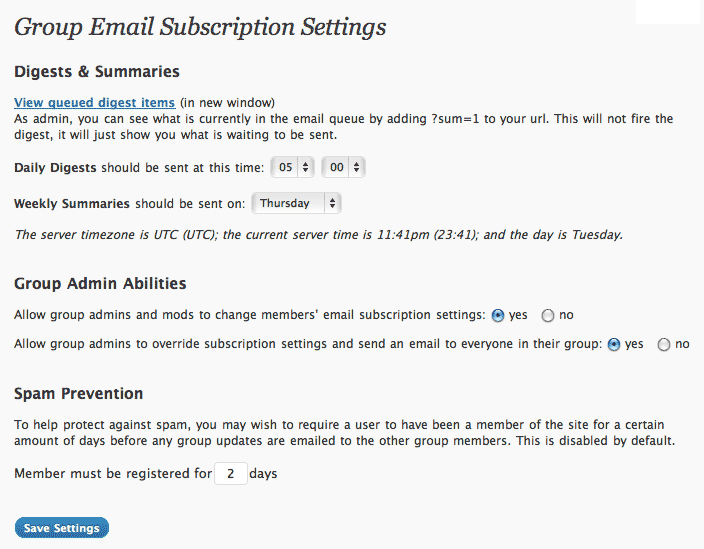 Group Email Subscription Settings
Digests & Summaries
View queued digest items (in new window)
As admin, you can see what is currently in the email queue by adding ?sum=1 to your url. This will not fire the
digest, it will just show you what is waiting to be sent.
Daily Digests should be sent at this time: 05 00
Weekly Summaries should be sent on: Thursday
The server timezone is UTC (UTC); the current server time is 11:41pm (23:41); and the day is Tuesday.
Group Admin Abilities
Allow group admins and mods to change members' email subscription settings: yes no
Allow group admins to override subscription settings and send an email to everyone in their group: yes no
Spam Prevention
To help protect against spam, you may wish to require a user to have been a member of the site for a certain
amount of days before any group updates are emailed to the other group members. This is disabled by default.
Member must be registered for 2 days
Save Settings